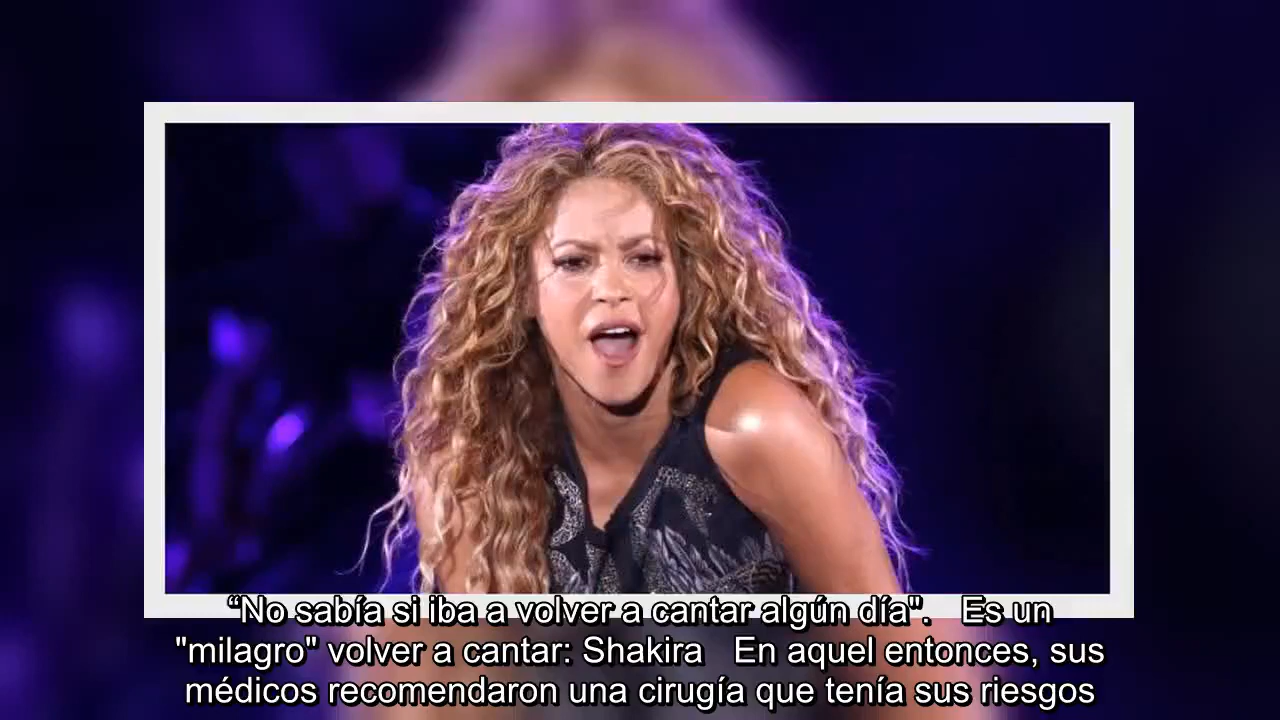 “No sabía si iba a volver a cantar algún día".   Es un
"milagro" volver a cantar: Shakira   En aquel entonces, sus
médicos recomendaron una cirugía que tenía sus riesgos